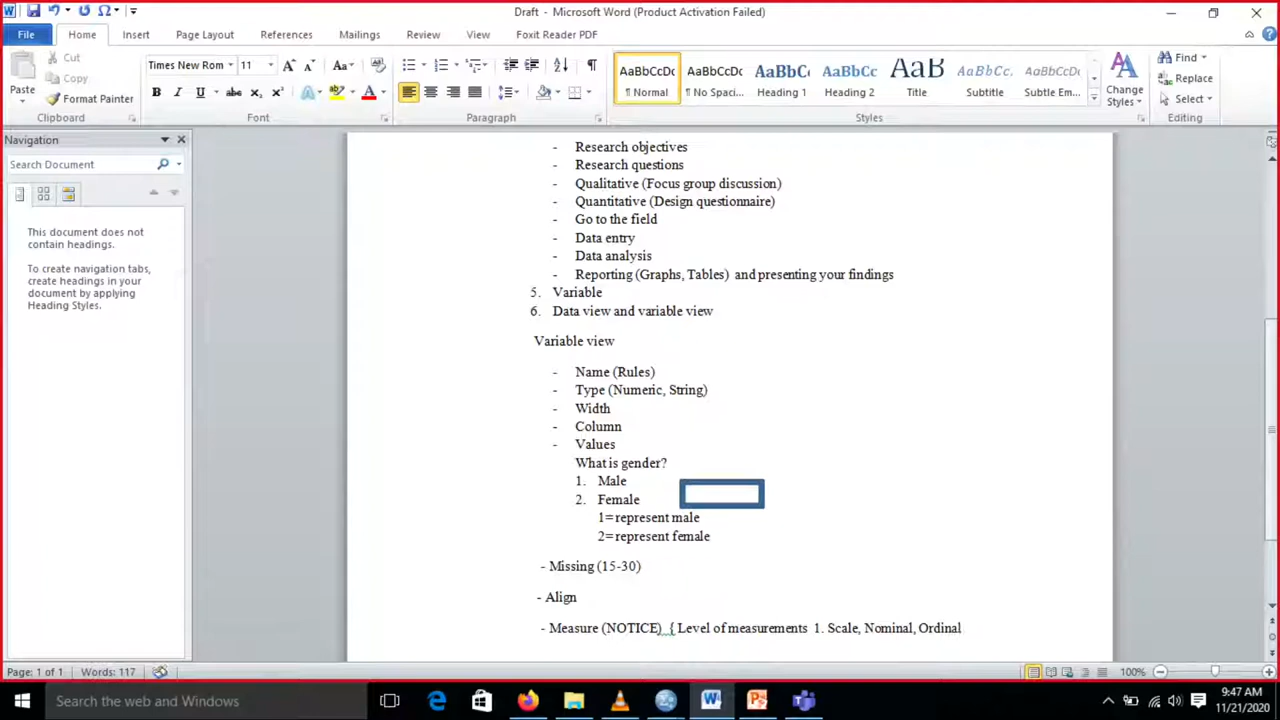 Draft - Microsoft Word (Product Activation Failed)
File Home Insert Page Layout References Mailings Review View Foxit Reader PDF
Paste
Cut
Copy
Format Painter
Clipboard
Times New Rom 11
Font
Paragraph
AaBbCcDc AaBbCcDc AaBbCc AaBbCc AaB AaBbCcDc AaBbCcDc
¶ Normal ¶ No Spaci... Heading 1 Heading 2 Title Subtitle Subtle Em...
Change
Styles
Styles
Find
Replace
Select
Editing
Navigation
Search Document
This document does not
contain headings.
To create navigation tabs,
create headings in your
document by applying
Heading Styles.
- Research objectives
- Research questions
- Qualitative (Focus group discussion)
- Quantitative (Design questionnaire)
- Go to the field
- Data entry
- Data analysis
- Reporting (Graphs, Tables) and presenting your findings
5. Variable
6. Data view and variable view
Variable view
- Name (Rules)
- Type (Numeric, String)
- Width
- Column
- Values
What is gender?
1. Male
2. Female
1= represent male
2= represent female
- Missing (15-30)
- Align
- Measure (NOTICE) { Level of measurements 1. Scale, Nominal, Ordinal
Page: 1 of 1 Words: 117 100%
Search the web and Windows
9:47 AM
11/21/2020